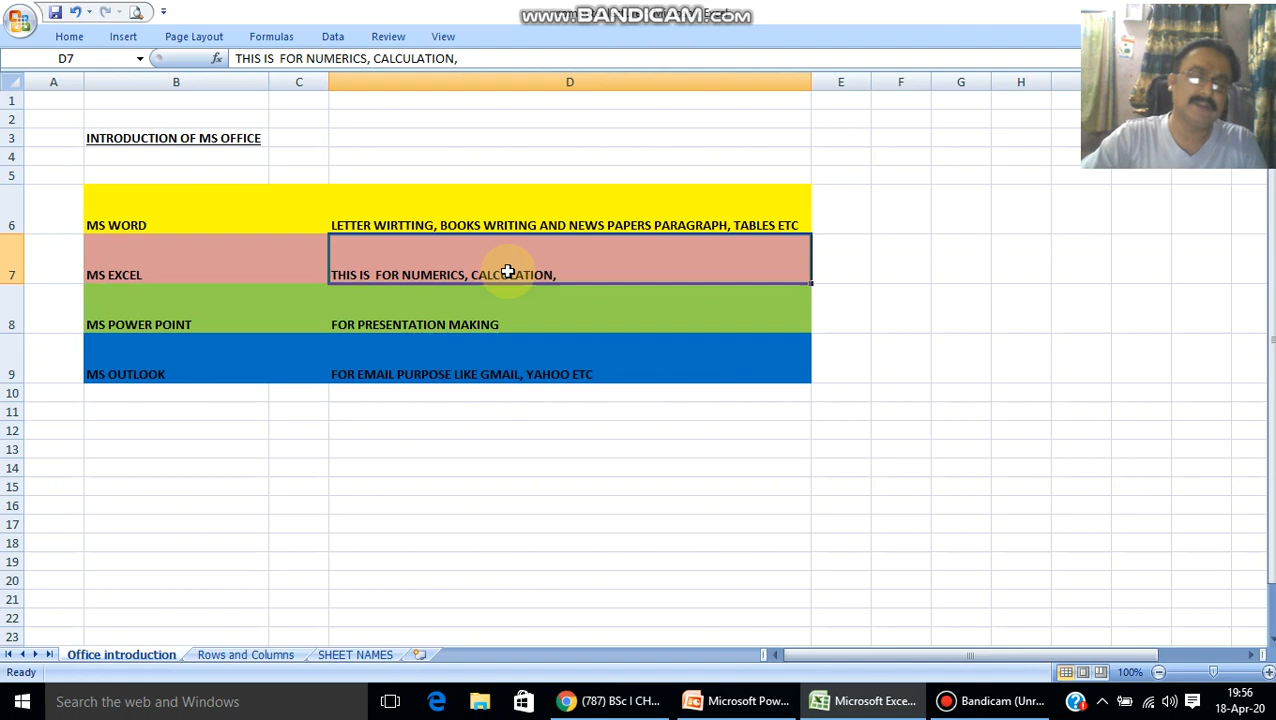 www.BANDICAM.com
Home Insert Page Layout Formulas Data Review View
D7 fx THIS IS  FOR NUMERICS, CALCULATION,
A B C D E F G H
1
2
3 INTRODUCTION OF MS OFFICE
4
5
6 MS WORD LETTER WIRTTING, BOOKS WRITING AND NEWS PAPERS PARAGRAPH, TABLES ETC
7 MS EXCEL THIS IS  FOR NUMERICS, CALCULATION,
8 MS POWER POINT FOR PRESENTATION MAKING
9 MS OUTLOOK FOR EMAIL PURPOSE LIKE GMAIL, YAHOO ETC
10
11
12
13
14
15
16
17
18
19
20
21
22
23
Office introduction Rows and Columns SHEET NAMES
Ready 100%
Search the web and Windows (787) BSc I CH... Microsoft Pow... Microsoft Exce... Bandicam (Unr... 19:56
18-Apr-20